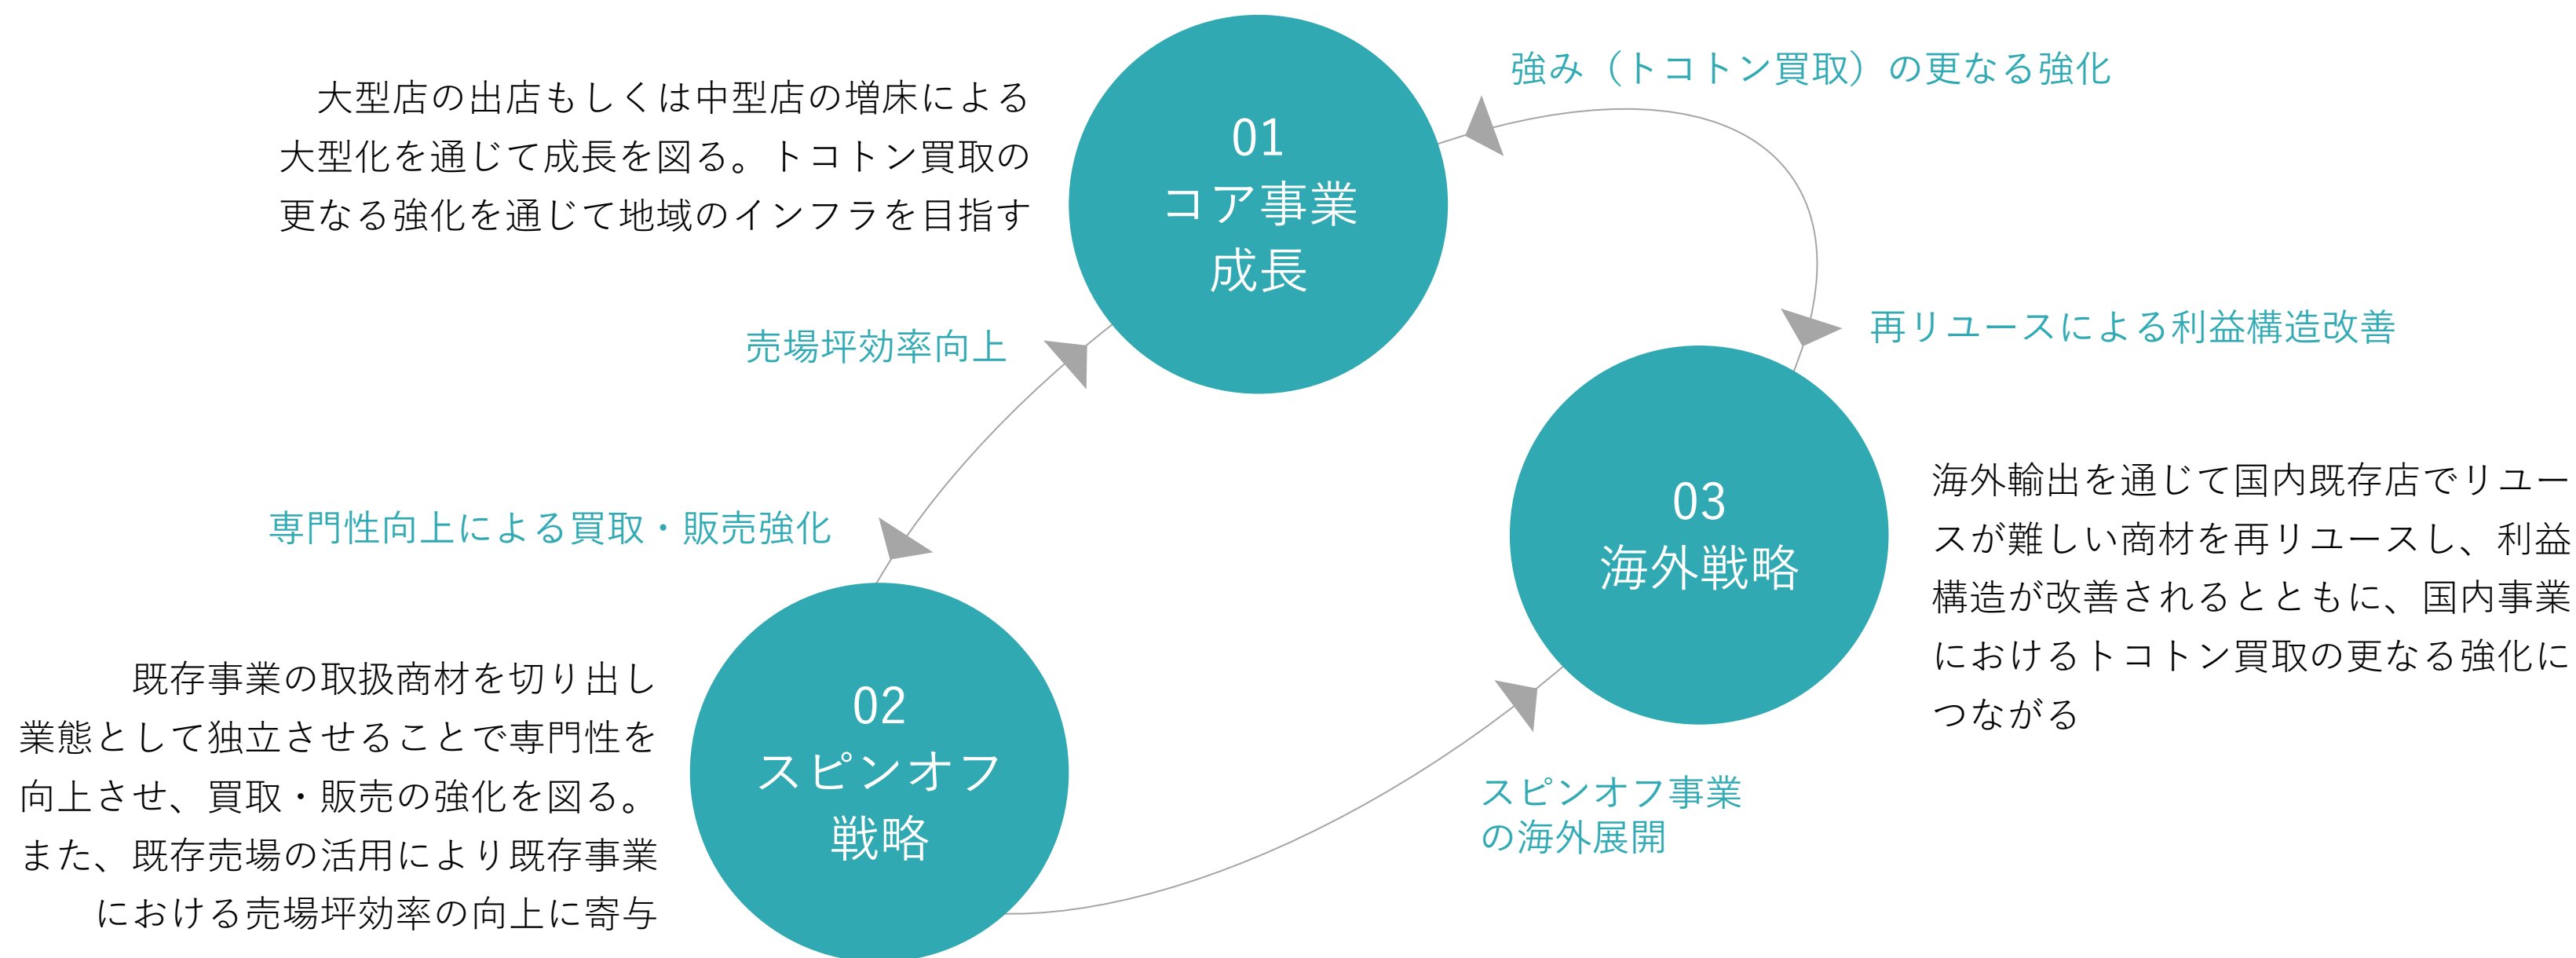 大型店の出店もしくは中型店の増床による
大型化を通じて成長を図る。トコトン買取の
更なる強化を通じて地域のインフラを目指す
01
コア事業
成長
強み（トコトン買取）の更なる強化
再リユースによる利益構造改善
売場坪効率向上
専門性向上による買取・販売強化
03
海外戦略
海外輸出を通じて国内既存店でリユー
スが難しい商材を再リユースし、利益
構造が改善されるとともに、国内事業
におけるトコトン買取の更なる強化に
つながる
既存事業の取扱商材を切り出し
業態として独立させることで専門性を
向上させ、買取・販売の強化を図る。
また、既存売場の活用により既存事業
における売場坪効率の向上に寄与
02
スピンオフ
戦略
スピンオフ事業
の海外展開